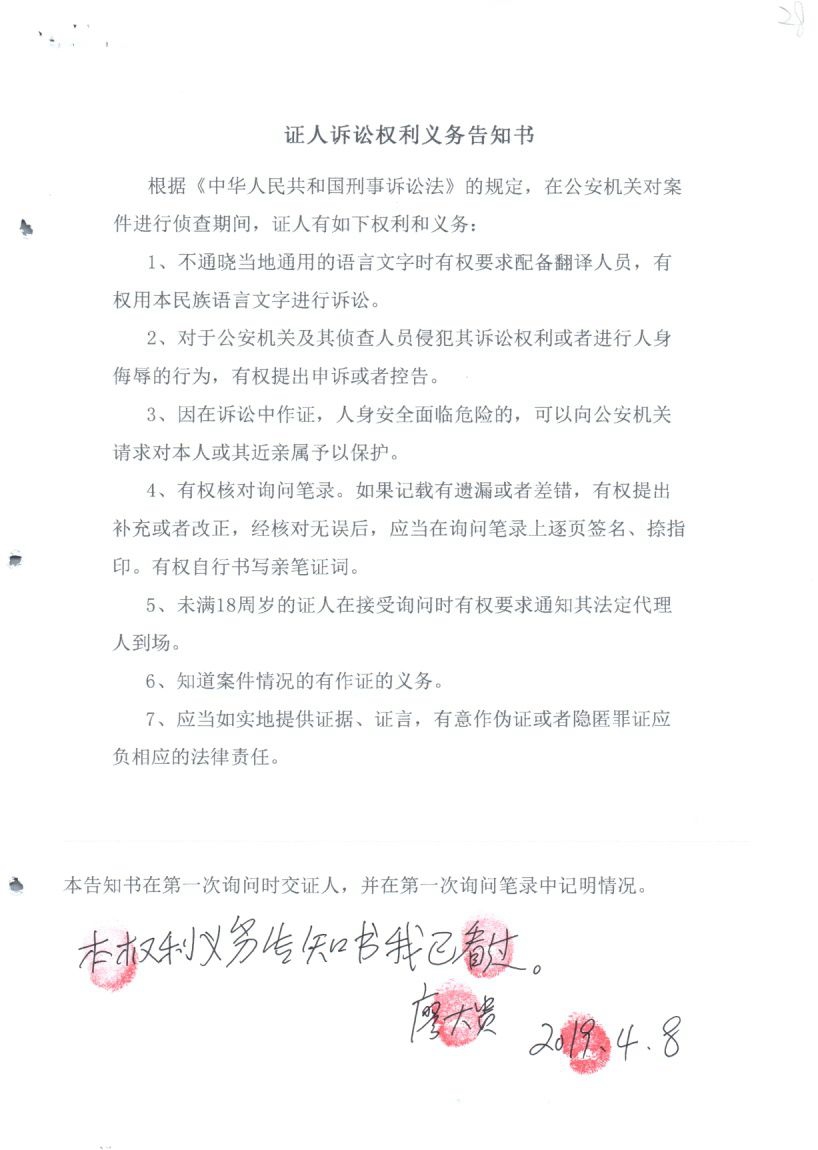 28
证人诉讼权利义务告知书
根据《中华人民共和国刑事诉讼法》的规定，在公安机关对案
件进行侦查期间，证人有如下权利和义务：
1、不通晓当地通用的语言文字时有权要求配备翻译人员，有
权用本民族语言文字进行诉讼。
2、对于公安机关及其侦查人员侵犯其诉讼权利或者进行人身
侮辱的行为，有权提出申诉或者控告。
3、因在诉讼中作证，人身安全面临危险的，可以向公安机关
请求对本人或其近亲属予以保护。
4、有权核对询问笔录。如果记载有遗漏或者差错，有权提出
补充或者改正，经核对无误后，应当在询问笔录上逐页签名、捺指
印。有权自行书写亲笔证词。
5、未满18周岁的证人在接受询问时有权要求通知其法定代理
人到场。
6、知道案件情况的有作证的义务。
7、应当如实地提供证据、证言，有意作伪证或者隐匿罪证应
负相应的法律责任。
本告知书在第一次询问时交证人，并在第一次询问笔录中记明情况。
本权利义务告知书我已看过。
廖大贵
2019.4.8